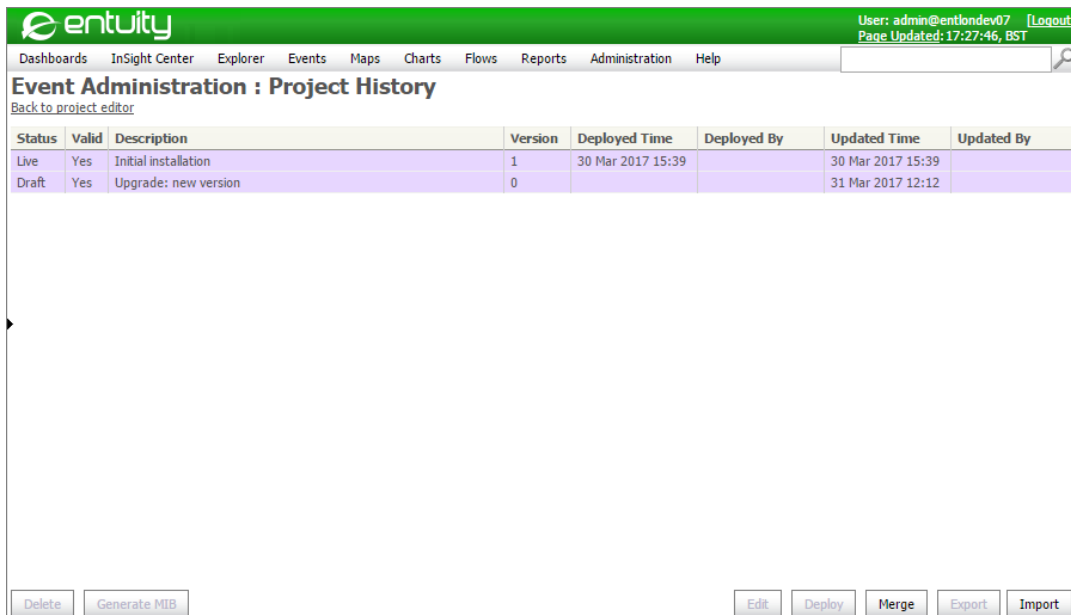 entuity
User: admin@entlondev07 [Logout
Page Updated: 17:27:46, BST
Dashboards InSight Center Explorer Events Maps Charts Flows Reports Administration Help
Event Administration : Project History
Back to project editor
Status Valid Description Version Deployed Time Deployed By Updated Time Updated By
Live Yes Initial installation 1 30 Mar 2017 15:39 30 Mar 2017 15:39
Draft Yes Upgrade: new version 0 31 Mar 2017 12:12
Delete Generate MIB Edit Deploy Merge Export Import